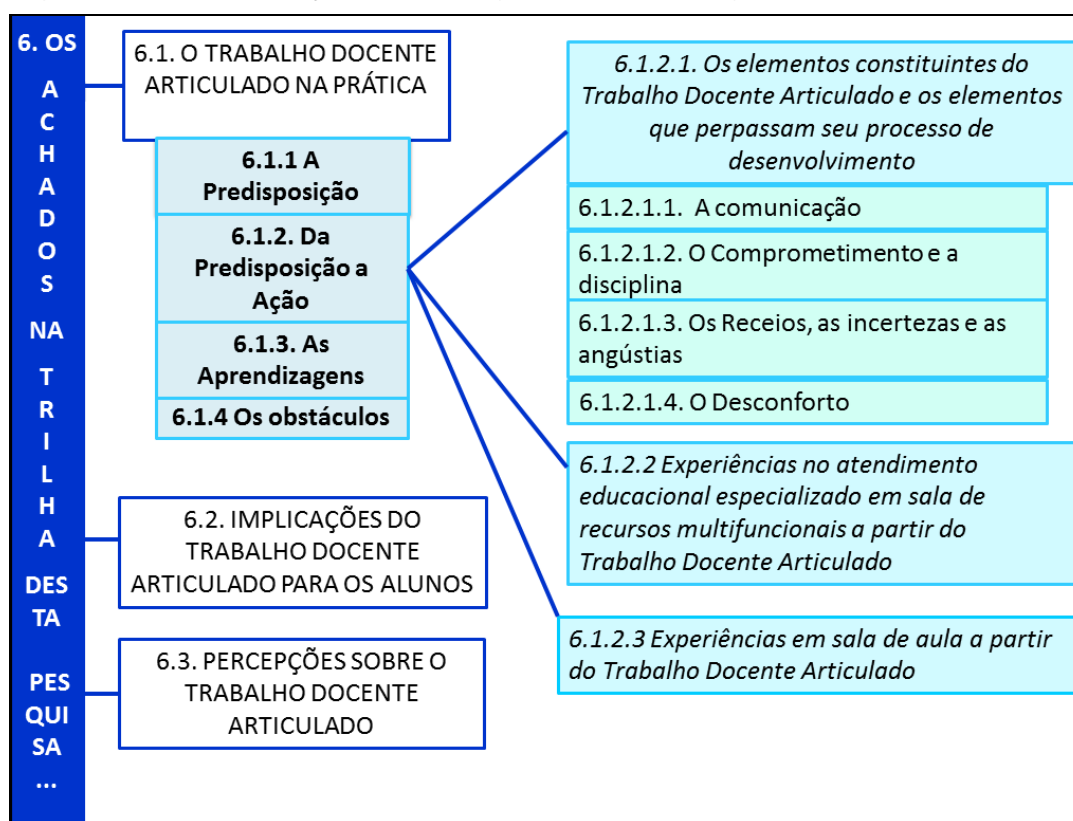 6. OS
A
C
H
A
D
O
S
NA
T
R
I
L
H
A
DES
TA
PES
QUI
SA
...
6.1. O TRABALHO DOCENTE
ARTICULADO NA PRÁTICA
6.1.1 A
Predisposição
6.1.2. Da
Predisposição a
Ação
6.1.3. As
Aprendizagens
6.1.4 Os obstáculos
6.2. IMPLICAÇÕES DO
TRABALHO DOCENTE
ARTICULADO PARA OS ALUNOS
6.3. PERCEPÇÕES SOBRE O
TRABALHO DOCENTE
ARTICULADO
6.1.2.1. Os elementos constituintes do
Trabalho Docente Articulado e os elementos
que perpassam seu processo de
desenvolvimento
6.1.2.1.1. A comunicação
6.1.2.1.2. O Comprometimento e a
disciplina
6.1.2.1.3. Os Receios, as incertezas e as
angústias
6.1.2.1.4. O Desconforto
6.1.2.2 Experiências no atendimento
educacional especializado em sala de
recursos multifuncionais a partir do
Trabalho Docente Articulado
6.1.2.3 Experiências em sala de aula a partir
do Trabalho Docente Articulado